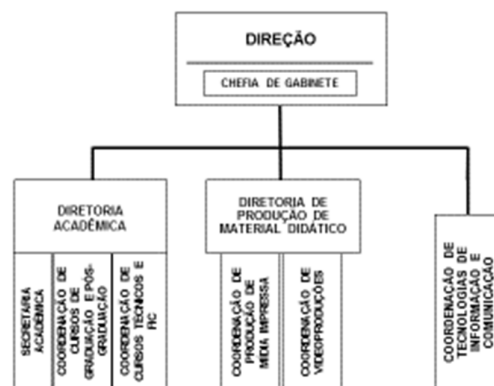 DIREÇÃO
CHEFIA DE GABINETE
DIRETORIA
ACADÊMICA
DIRETORIA DE
PRODUÇÃO DE
MATERIAL DIDÁTICO
SECRETARIA
ACADÊMICA
COORDENAÇÃO DE
CURSOS DE
GRADUAÇÃO E PÓS-
GRADUAÇÃO
COORDENAÇÃO DE
CURSOS TÉCNICOS E
FIC
COORDENAÇÃO DE
PRODUÇÃO DE
MÍDIA IMPRESSA
COORDENAÇÃO DE
VIDEOPRODUÇÕES
COORDENAÇÃO DE
TECNOLOGIAS DE
INFORMAÇÃO E
COMUNICAÇÃO